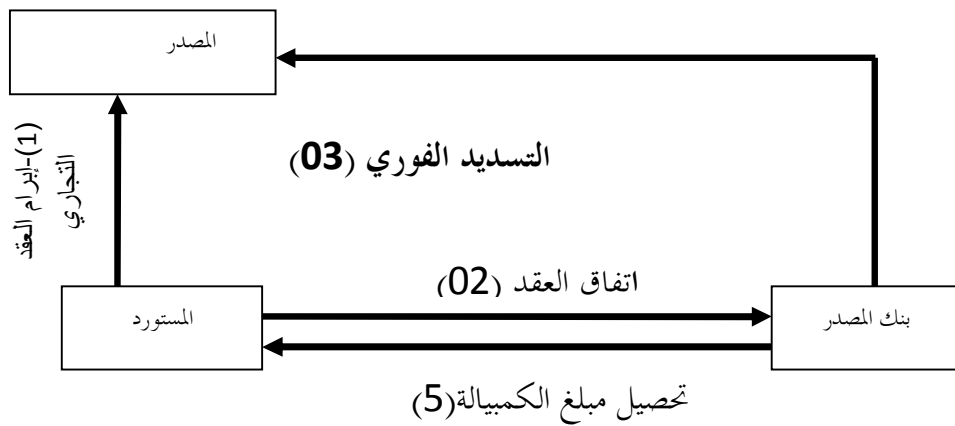 المصدر
(1)-إبرام العقد
التجاري
التسديد الفوري (03)
اتفاق العقد (02)
المستورد
بنك المصدر
تحصيل مبلغ الكمبيالة(5)